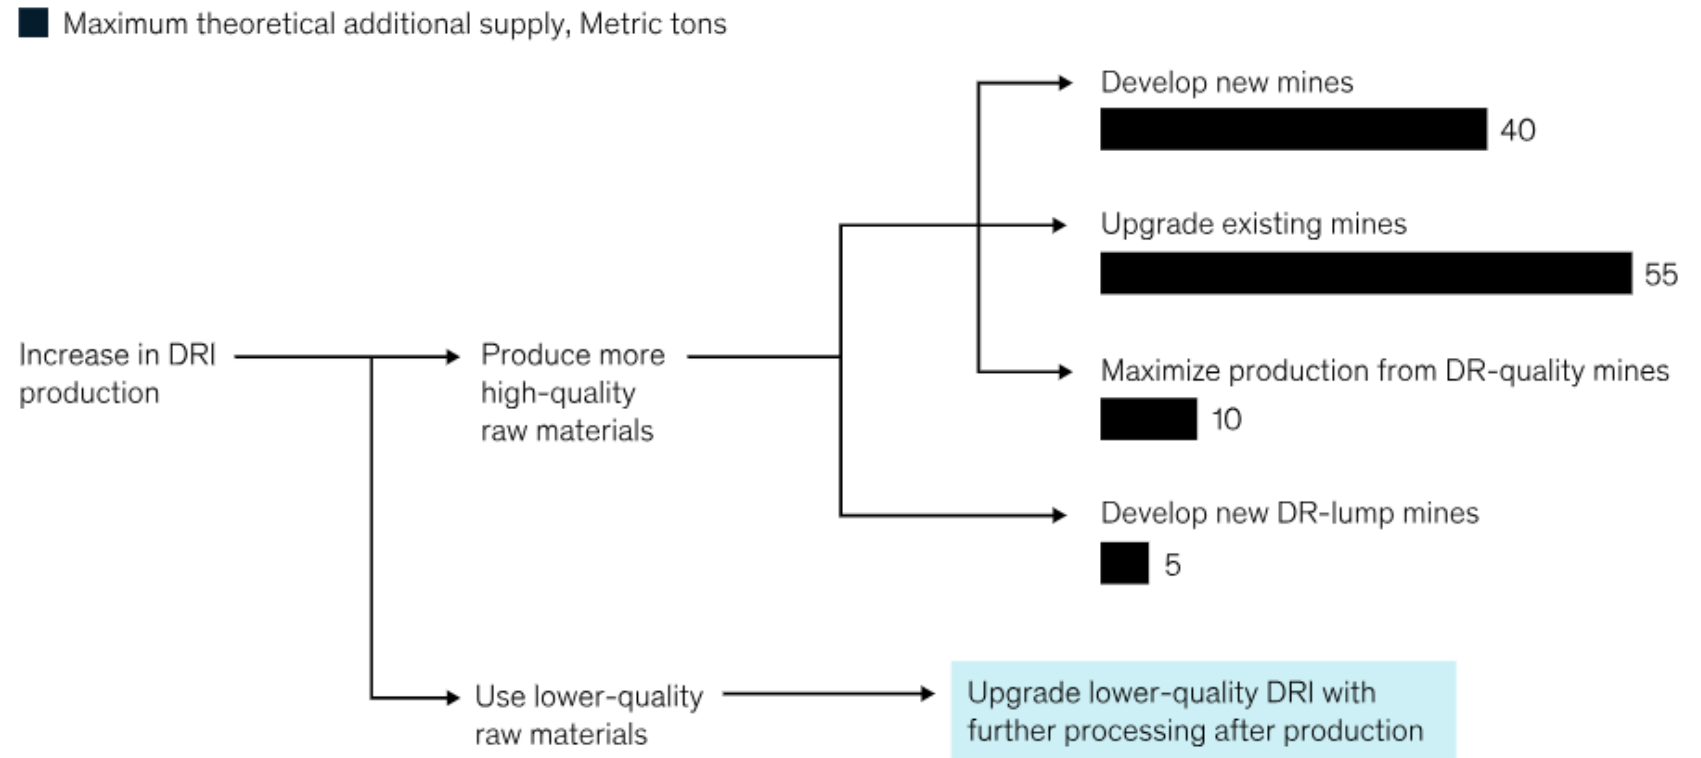 Maximum theoretical additional supply, Metric tons
Develop new mines
40
Upgrade existing mines
55
Increase in DRI
production
Produce more
high-quality
raw materials
Maximize production from DR-quality mines
10
Develop new DR-lump mines
5
Use lower-quality
raw materials
Upgrade lower-quality DRI with
further processing after production